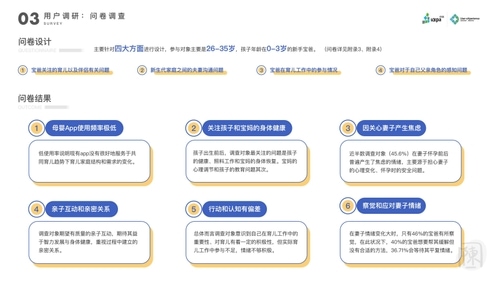 03 用户调研：问卷调查
SURVEY
问卷设计
主要针对四大方面进行设计，参与对象主要是26–35岁，孩子年龄在0–3岁的新手宝爸。（问卷详见附录3、附录4）
1 宝爸关注的育儿以及伴侣有关问题
2 新生代家庭之间的夫妻沟通问题
3 宝爸在育儿工作中的参与情况
4 宝爸对于自己父亲角色的感知问题
问卷结果
1 母婴App使用频率极低
低使用率说明现有app没有很好地服务于共
同育儿趋势下育儿家庭结构和需求的变化。
2 关注孩子和宝妈的身体健康
孩子出生前后，调查对象最关注的问题是孩子
的健康、照料工作和宝妈的身体恢复。宝妈的
心理调节和孩子的教育问题其次。
3 因关心妻子产生焦虑
近半数调查对象（45.6%）在妻子怀孕前后
普遍产生了焦虑的情绪，主要源于担心妻子
的心理变化、怀孕时的安全问题。
4 亲子互动和亲密关系
调查对象期望有质量的亲子互动，期待其益
于智力发展与身体健康，重视过程中建立的
亲密关系。
5 行动和认知有偏差
总体而言调查对象意识到自己在育儿工作中的
重要性，对育儿有着一定的积极性，但实际育
儿工作中参与不足，情绪不够积极。
6 察觉和应对妻子情绪
在妻子情绪变化大时，只有46%的宝爸有所察
觉，在此状况下，40%的宝爸想要帮其缓解但
没有合适的方法，36.71%会等待其平复情绪。